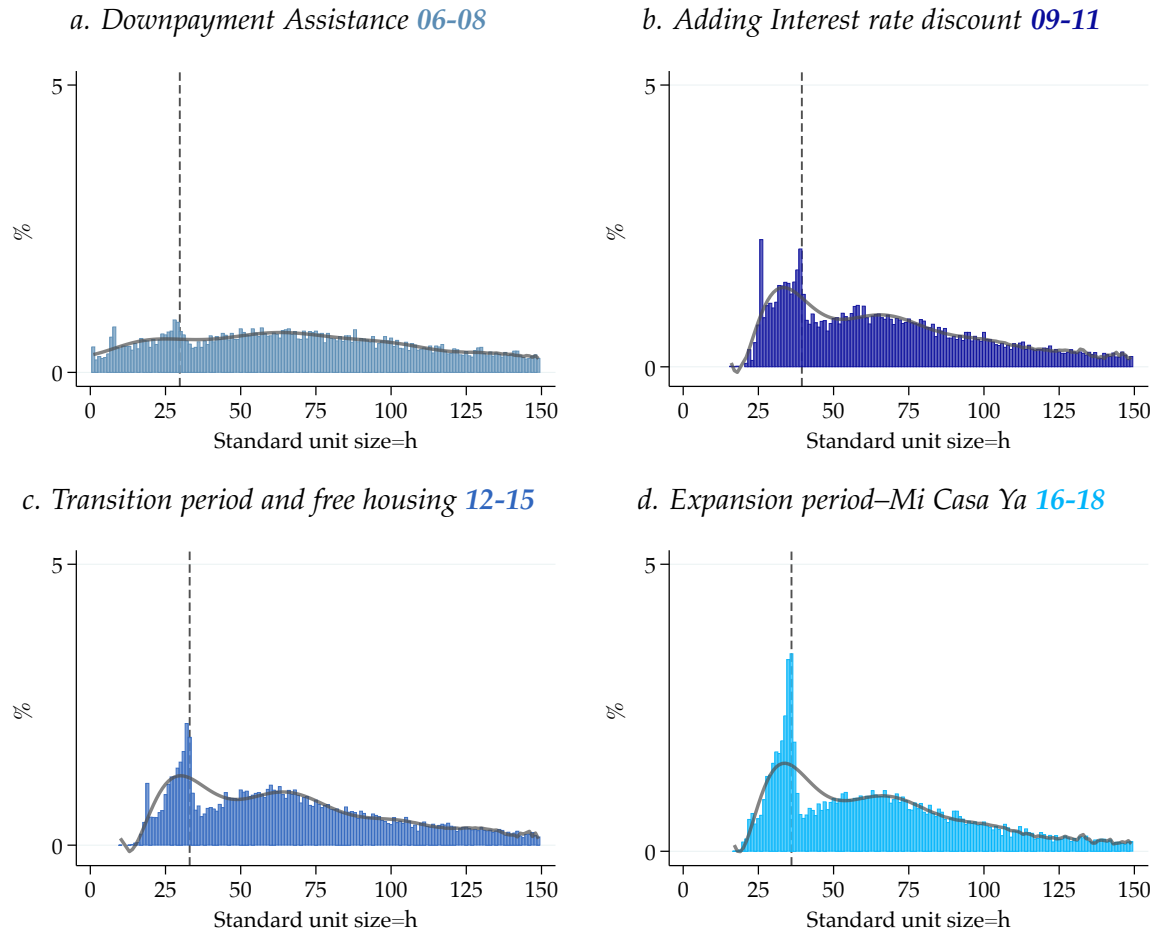 a. Downpayment Assistance 06-08
5
%
0
0 25 50 75 100 125 150
Standard unit size=h
b. Adding Interest rate discount 09-11
5
%
0
0 25 50 75 100 125 150
Standard unit size=h
c. Transition period and free housing 12-15
5
%
0
0 25 50 75 100 125 150
Standard unit size=h
d. Expansion period–Mi Casa Ya 16-18
5
%
0
0 25 50 75 100 125 150
Standard unit size=h